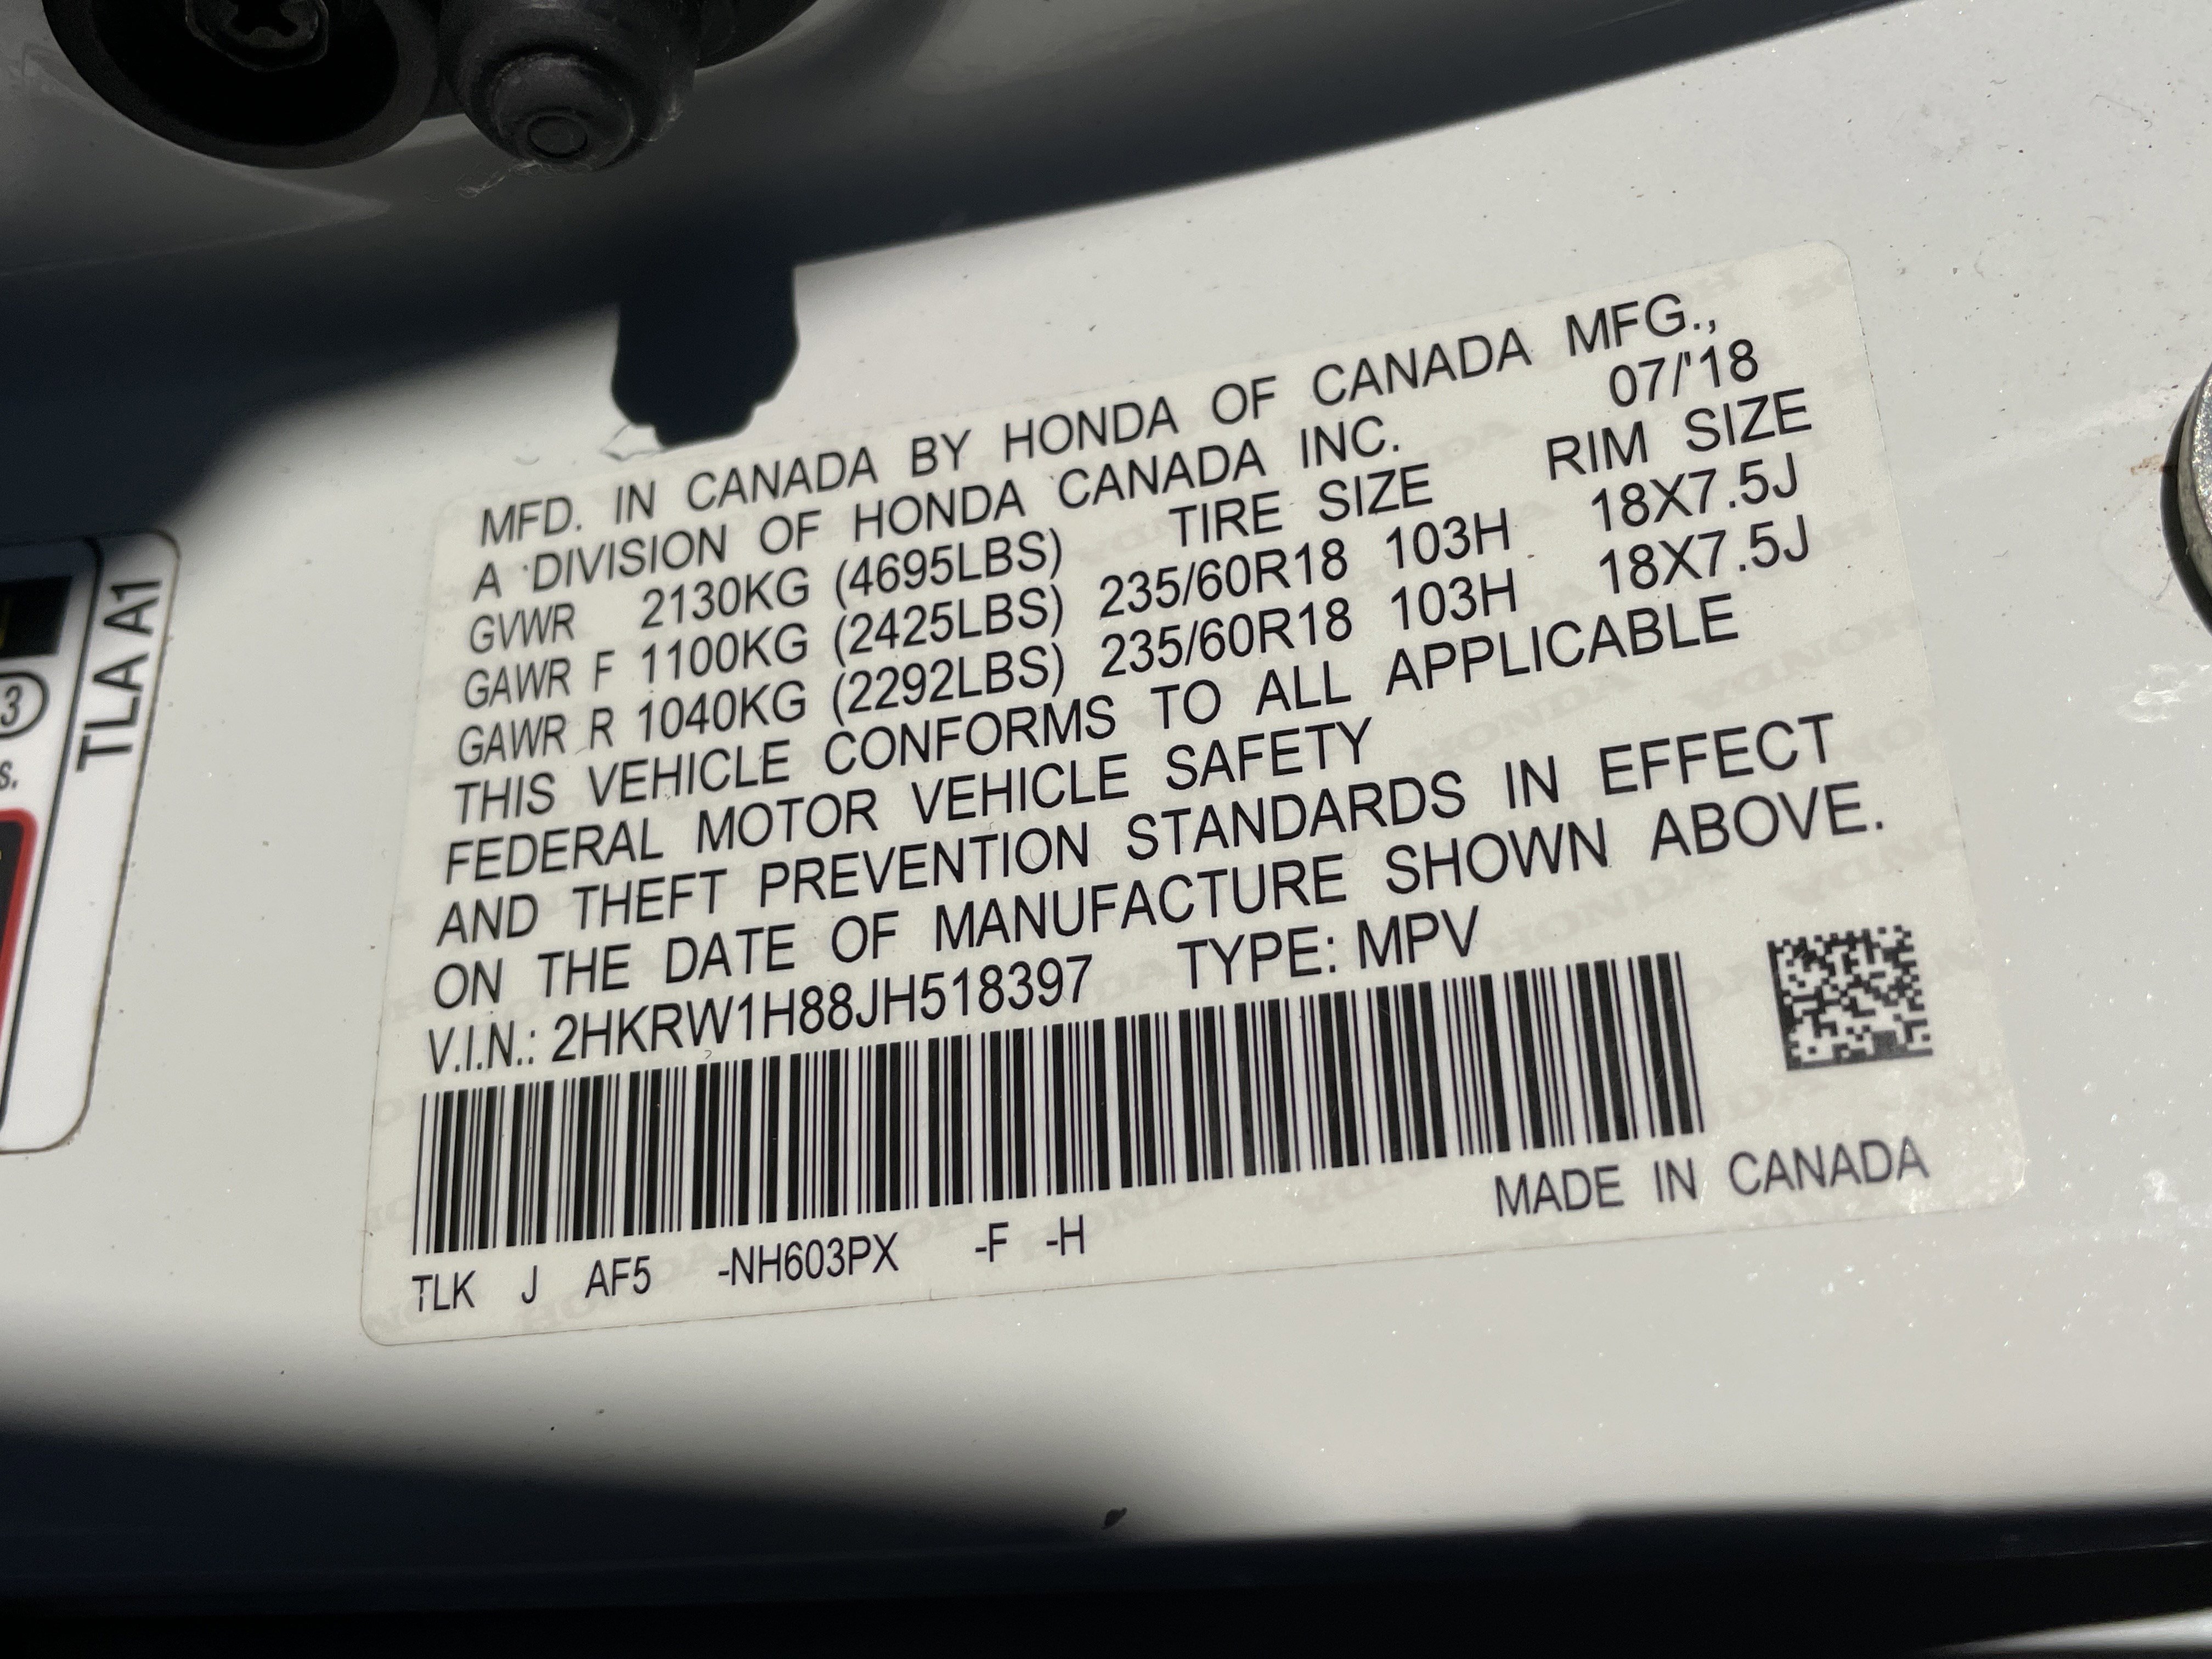 MFD. IN CANADA BY HONDA OF CANADA MFG.,
A DIVISION OF HONDA CANADA INC. 07/'18
GVWR 2130KG (4695LBS) TIRE SIZE RIM SIZE
GAWR F 1100KG (2425LBS) 235/60R18 103H 18X7.5J
GAWR R 1040KG (2292LBS) 235/60R18 103H 18X7.5J
THIS VEHICLE CONFORMS TO ALL APPLICABLE
FEDERAL MOTOR VEHICLE SAFETY
AND THEFT PREVENTION STANDARDS IN EFFECT
ON THE DATE OF MANUFACTURE SHOWN ABOVE.
V.I.N.: 2HKRW1H88JH518397 TYPE: MPV
TLK J AF5 -NH603PX -F -H
MADE IN CANADA
TLA A1
3
s.